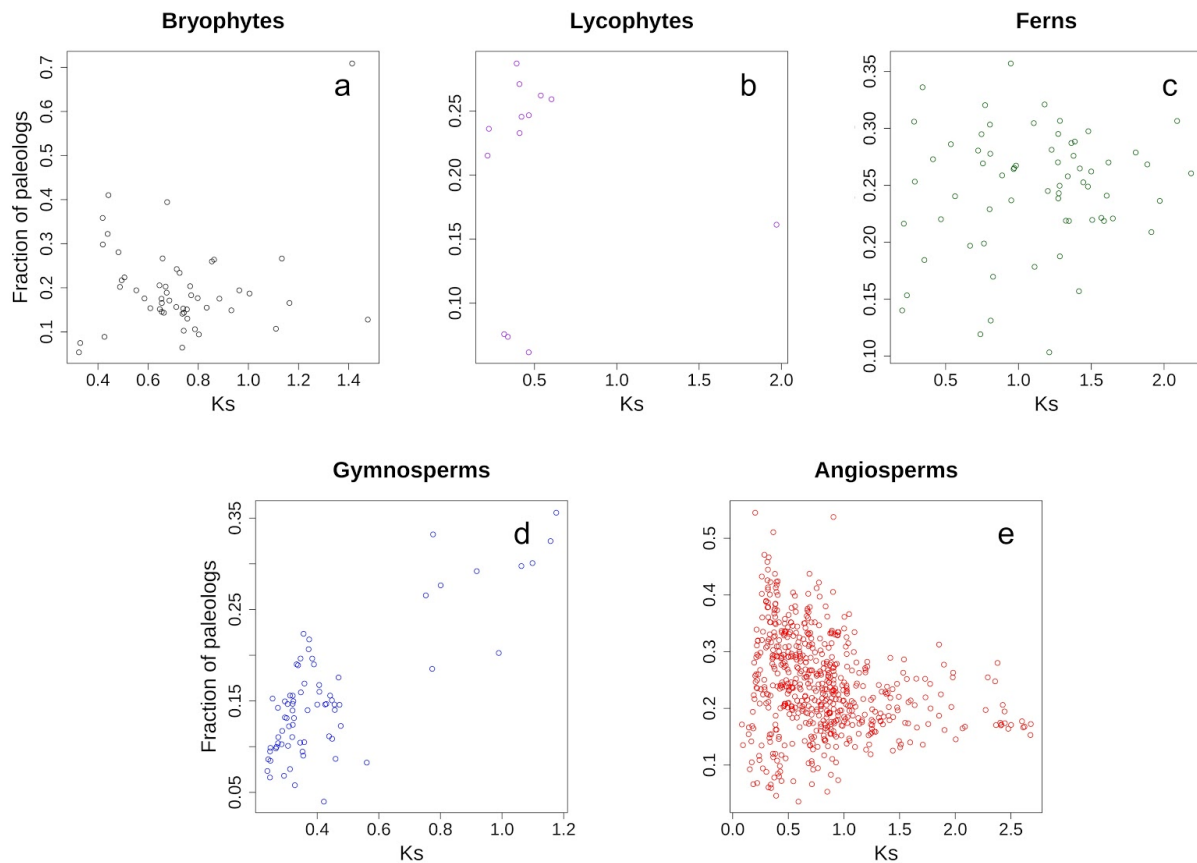 Bryophytes
Lycophytes
Ferns
a
b
c
Fraction of paleologs
0.7
0.6
0.5
0.4
0.3
0.2
0.1
0.25
0.20
0.15
0.10
0.35
0.30
0.25
0.20
0.15
0.10
0.4 0.6 0.8 1.0 1.2 1.4
0.5 1.0 1.5 2.0
0.5 1.0 1.5 2.0
Ks
Ks
Ks
Gymnosperms
Angiosperms
d
e
Fraction of paleologs
0.35
0.25
0.15
0.05
0.5
0.4
0.3
0.2
0.1
0.4 0.6 0.8 1.0 1.2
0.0 0.5 1.0 1.5 2.0 2.5
Ks
Ks